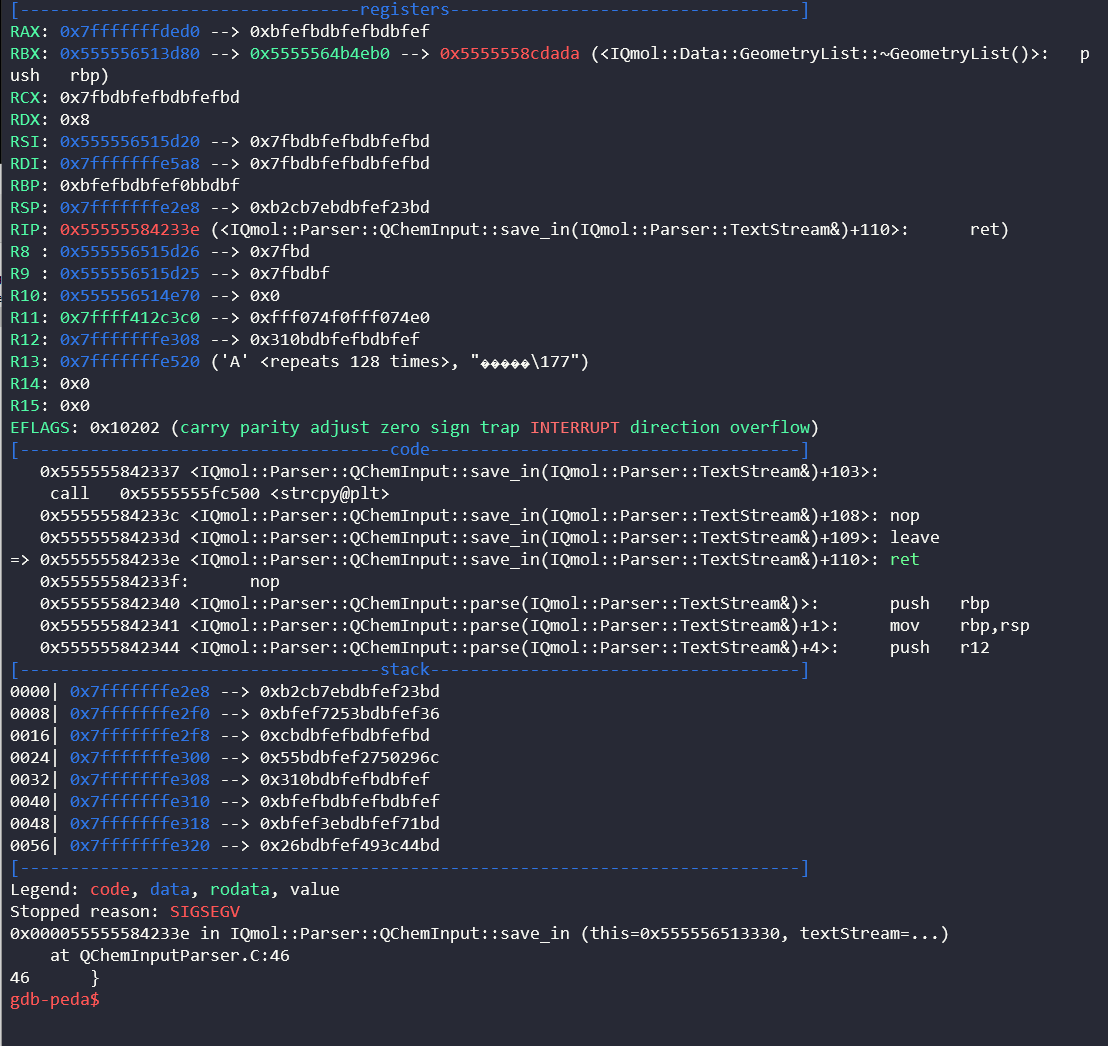 [----------------------------------registers-----------------------------------]
RAX: 0x7fffffffded0 --> 0xbfefbdbfefbdbfef
RBX: 0x555556513d80 --> 0x5555564b4eb0 --> 0x5555558cdada (<IQmol::Data::GeometryList::~GeometryList()>:   p
ush   rbp)
RCX: 0x7fbdbfefbdbfefbd
RDX: 0x8
RSI: 0x555556515d20 --> 0x7fbdbfefbdbfefbd
RDI: 0x7fffffffe5a8 --> 0x7fbdbfefbdbfefbd
RBP: 0xbfefbdbfef0bbdbf
RSP: 0x7fffffffe2e8 --> 0xb2cb7ebdbfef23bd
RIP: 0x55555584233e (<IQmol::Parser::QChemInput::save_in(IQmol::Parser::TextStream&)+110>:      ret)
R8 : 0x555556515d26 --> 0x7fbd
R9 : 0x555556515d25 --> 0x7fbdbf
R10: 0x555556514e70 --> 0x0
R11: 0x7ffff412c3c0 --> 0xfff074f0fff074e0
R12: 0x7fffffffe308 --> 0x310bdbfefbdbfef
R13: 0x7fffffffe520 ('A' <repeats 128 times>, "�����\177")
R14: 0x0
R15: 0x0
EFLAGS: 0x10202 (carry parity adjust zero sign trap INTERRUPT direction overflow)
[-------------------------------------code-------------------------------------]
   0x555555842337 <IQmol::Parser::QChemInput::save_in(IQmol::Parser::TextStream&)+103>:
    call   0x5555555fc500 <strcpy@plt>
   0x55555584233c <IQmol::Parser::QChemInput::save_in(IQmol::Parser::TextStream&)+108>: nop
   0x55555584233d <IQmol::Parser::QChemInput::save_in(IQmol::Parser::TextStream&)+109>: leave
=> 0x55555584233e <IQmol::Parser::QChemInput::save_in(IQmol::Parser::TextStream&)+110>: ret
   0x55555584233f:      nop
   0x555555842340 <IQmol::Parser::QChemInput::parse(IQmol::Parser::TextStream&)>:       push   rbp
   0x555555842341 <IQmol::Parser::QChemInput::parse(IQmol::Parser::TextStream&)+1>:     mov    rbp,rsp
   0x555555842344 <IQmol::Parser::QChemInput::parse(IQmol::Parser::TextStream&)+4>:     push   r12
[------------------------------------stack-------------------------------------]
0000| 0x7fffffffe2e8 --> 0xb2cb7ebdbfef23bd
0008| 0x7fffffffe2f0 --> 0xbfef7253bdbfef36
0016| 0x7fffffffe2f8 --> 0xcbdbfefbdbfefbd
0024| 0x7fffffffe300 --> 0x55bdbfef2750296c
0032| 0x7fffffffe308 --> 0x310bdbfefbdbfef
0040| 0x7fffffffe310 --> 0xbfefbdbfefbdbfef
0048| 0x7fffffffe318 --> 0xbfef3ebdbfef71bd
0056| 0x7fffffffe320 --> 0x26bdbfef493c44bd
[------------------------------------------------------------------------------]
Legend: code, data, rodata, value
Stopped reason: SIGSEGV
0x000055555584233e in IQmol::Parser::QChemInput::save_in (this=0x555556513330, textStream=...)
    at QChemInputParser.C:46
46      }
gdb-peda$